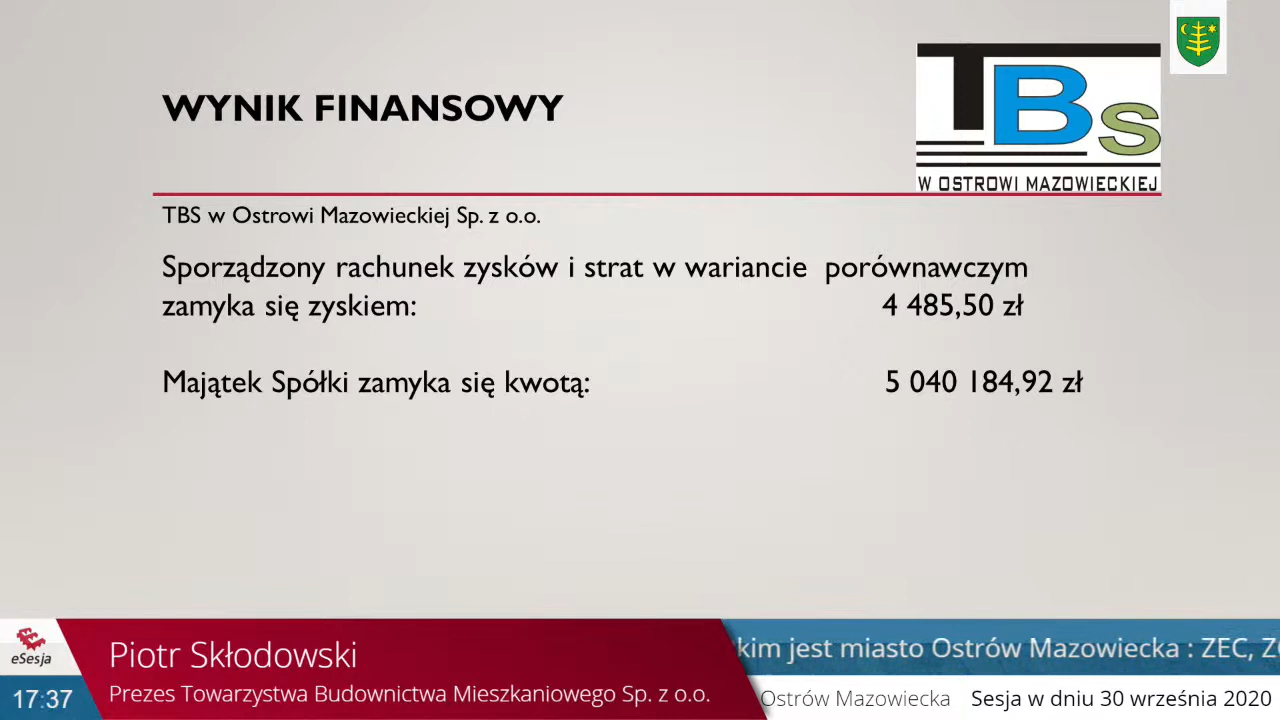 WYNIK FINANSOWY
TBS
W OSTROWI MAZOWIECKIEJ
TBS w Ostrowi Mazowieckiej Sp. z o.o.
Sporządzony rachunek zysków i strat w wariancie porównawczym
zamyka się zyskiem: 4 485,50 zł
Majątek Spółki zamyka się kwotą: 5 040 184,92 zł
eSesja
17:37
Piotr Skłodowski
Prezes Towarzystwa Budownictwa Mieszkaniowego Sp. z o.o.
kim jest miasto Ostrów Mazowiecka : ZEC, Z
Ostrów Mazowiecka Sesja w dniu 30 września 2020